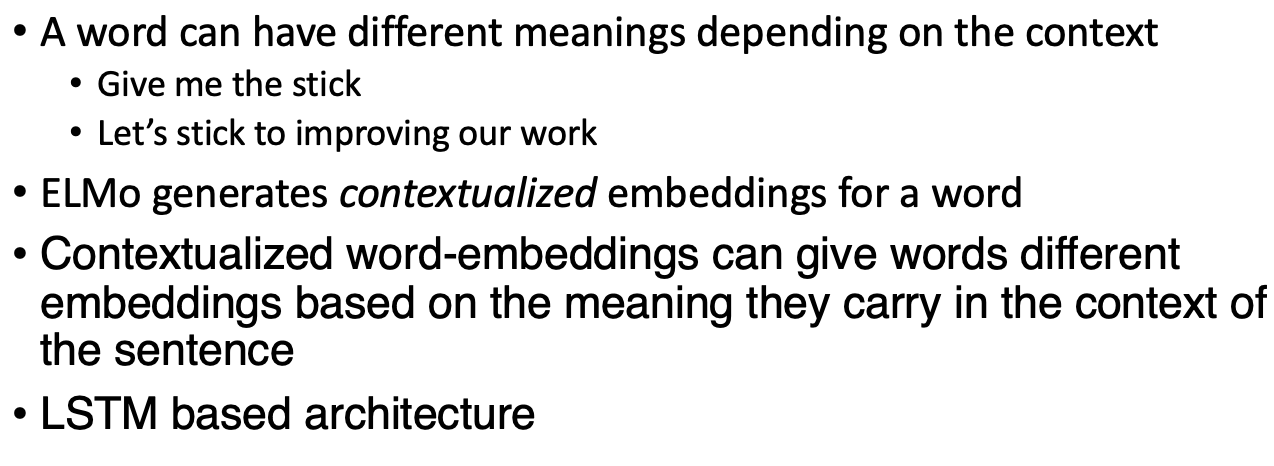 • A word can have different meanings depending on the context
• Give me the stick
• Let’s stick to improving our work
• ELMo generates contextualized embeddings for a word
• Contextualized word-embeddings can give words different
embeddings based on the meaning they carry in the context of
the sentence
• LSTM based architecture